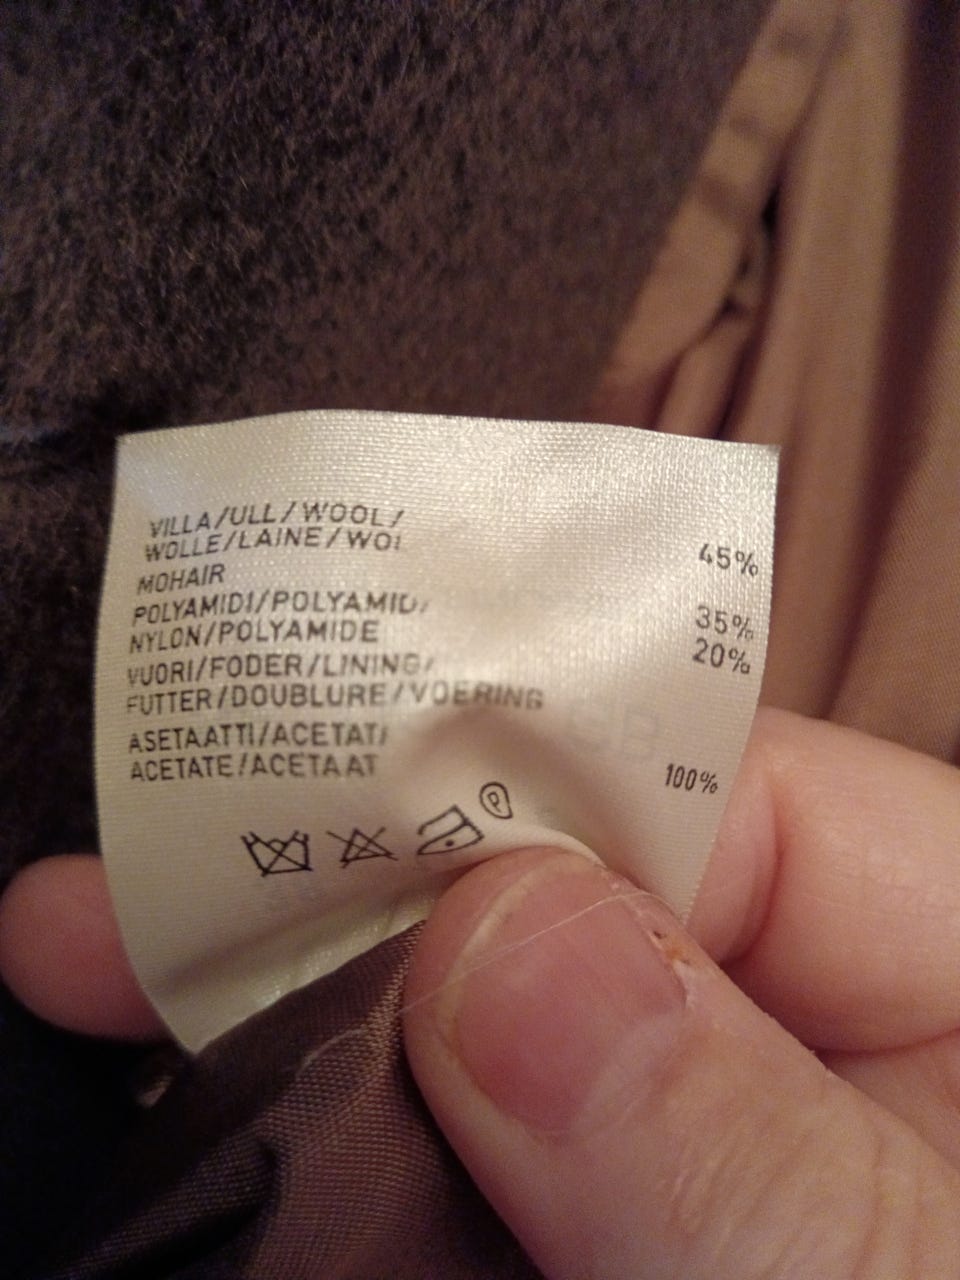 VILLA/ULL/WOOL/
WOLLE/LAINE/WOL 45%
MOHAIR 35%
POLYAMIDI/POLYAMID/
NYLON/POLYAMIDE 20%
VUORI/FODER/LINING/
FUTTER/DOUBLURE/VOERING
ASETAATTI/ACETAT/
ACETATE/ACETAAT 100%
P